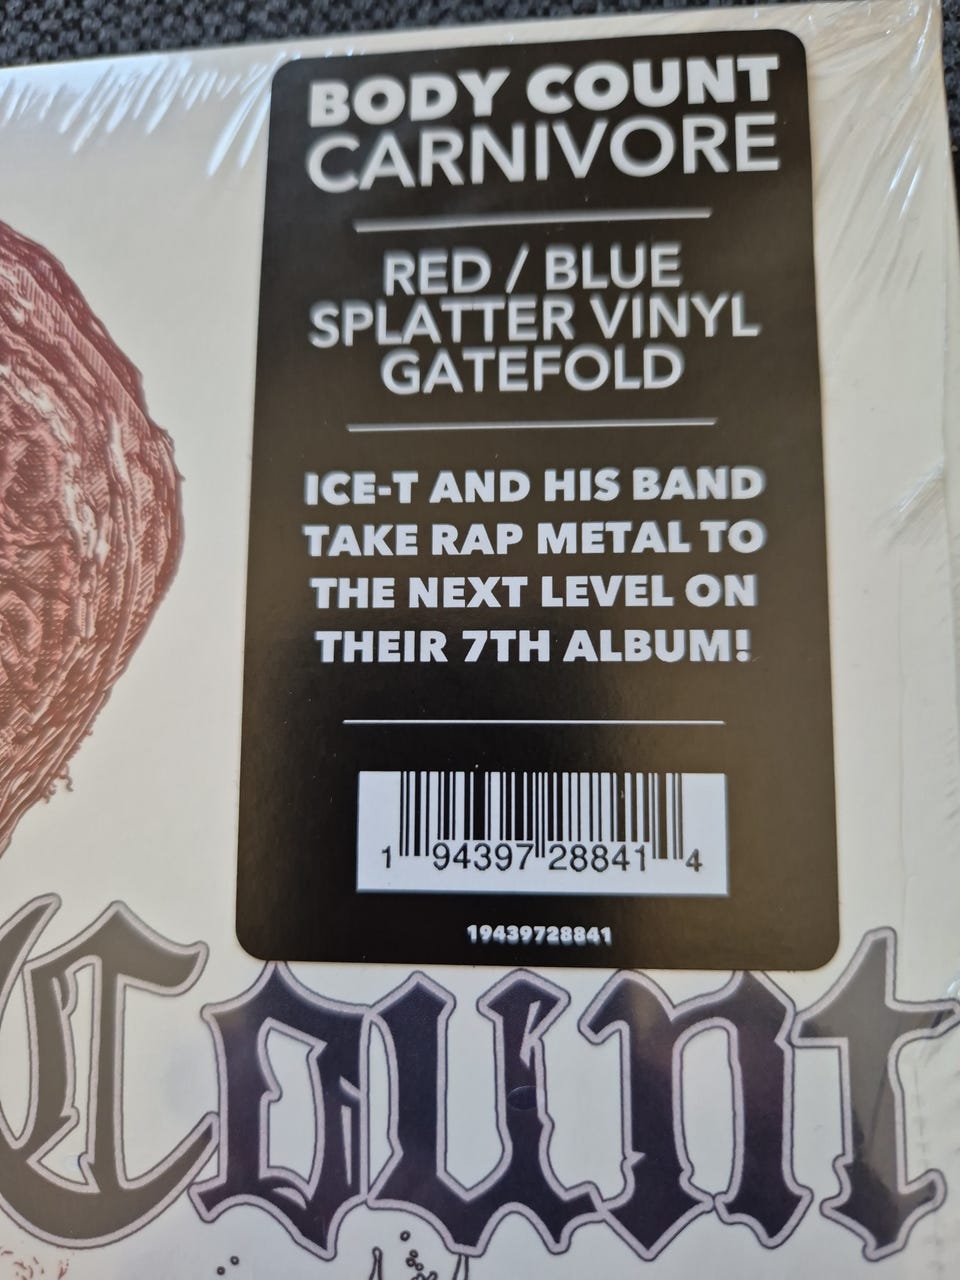 BODY COUNT
CARNIVORE
RED / BLUE
SPLATTER VINYL
GATEFOLD
ICE-T AND HIS BAND
TAKE RAP METAL TO
THE NEXT LEVEL ON
THEIR 7TH ALBUM!
1 94397 28841 4
19439728841
Count